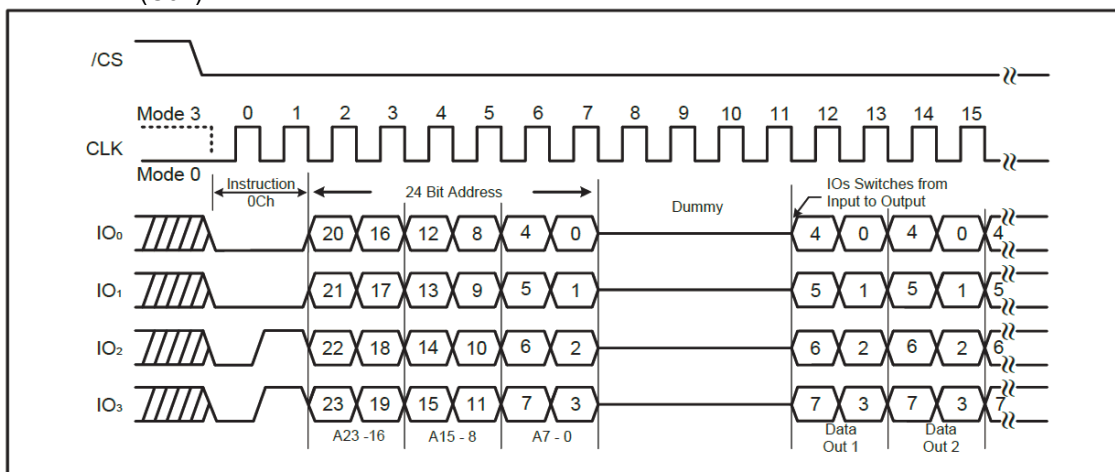 /CS
Mode 3 0 1 2 3 4 5 6 7 8 9 10 11 12 13 14 15
CLK
Mode 0
Instruction
0Ch
24 Bit Address
Dummy
IOs Switches from
Input to Output
IO₀ 20 16 12 8 4 0 4 0 4 0 4
IO₁ 21 17 13 9 5 1 5 1 5 1 5
IO₂ 22 18 14 10 6 2 6 2 6 2 6
IO₃ 23 19 15 11 7 3 7 3 7 3 7
A23 -16 A15 - 8 A7 - 0
Data
Out 1
Data
Out 2